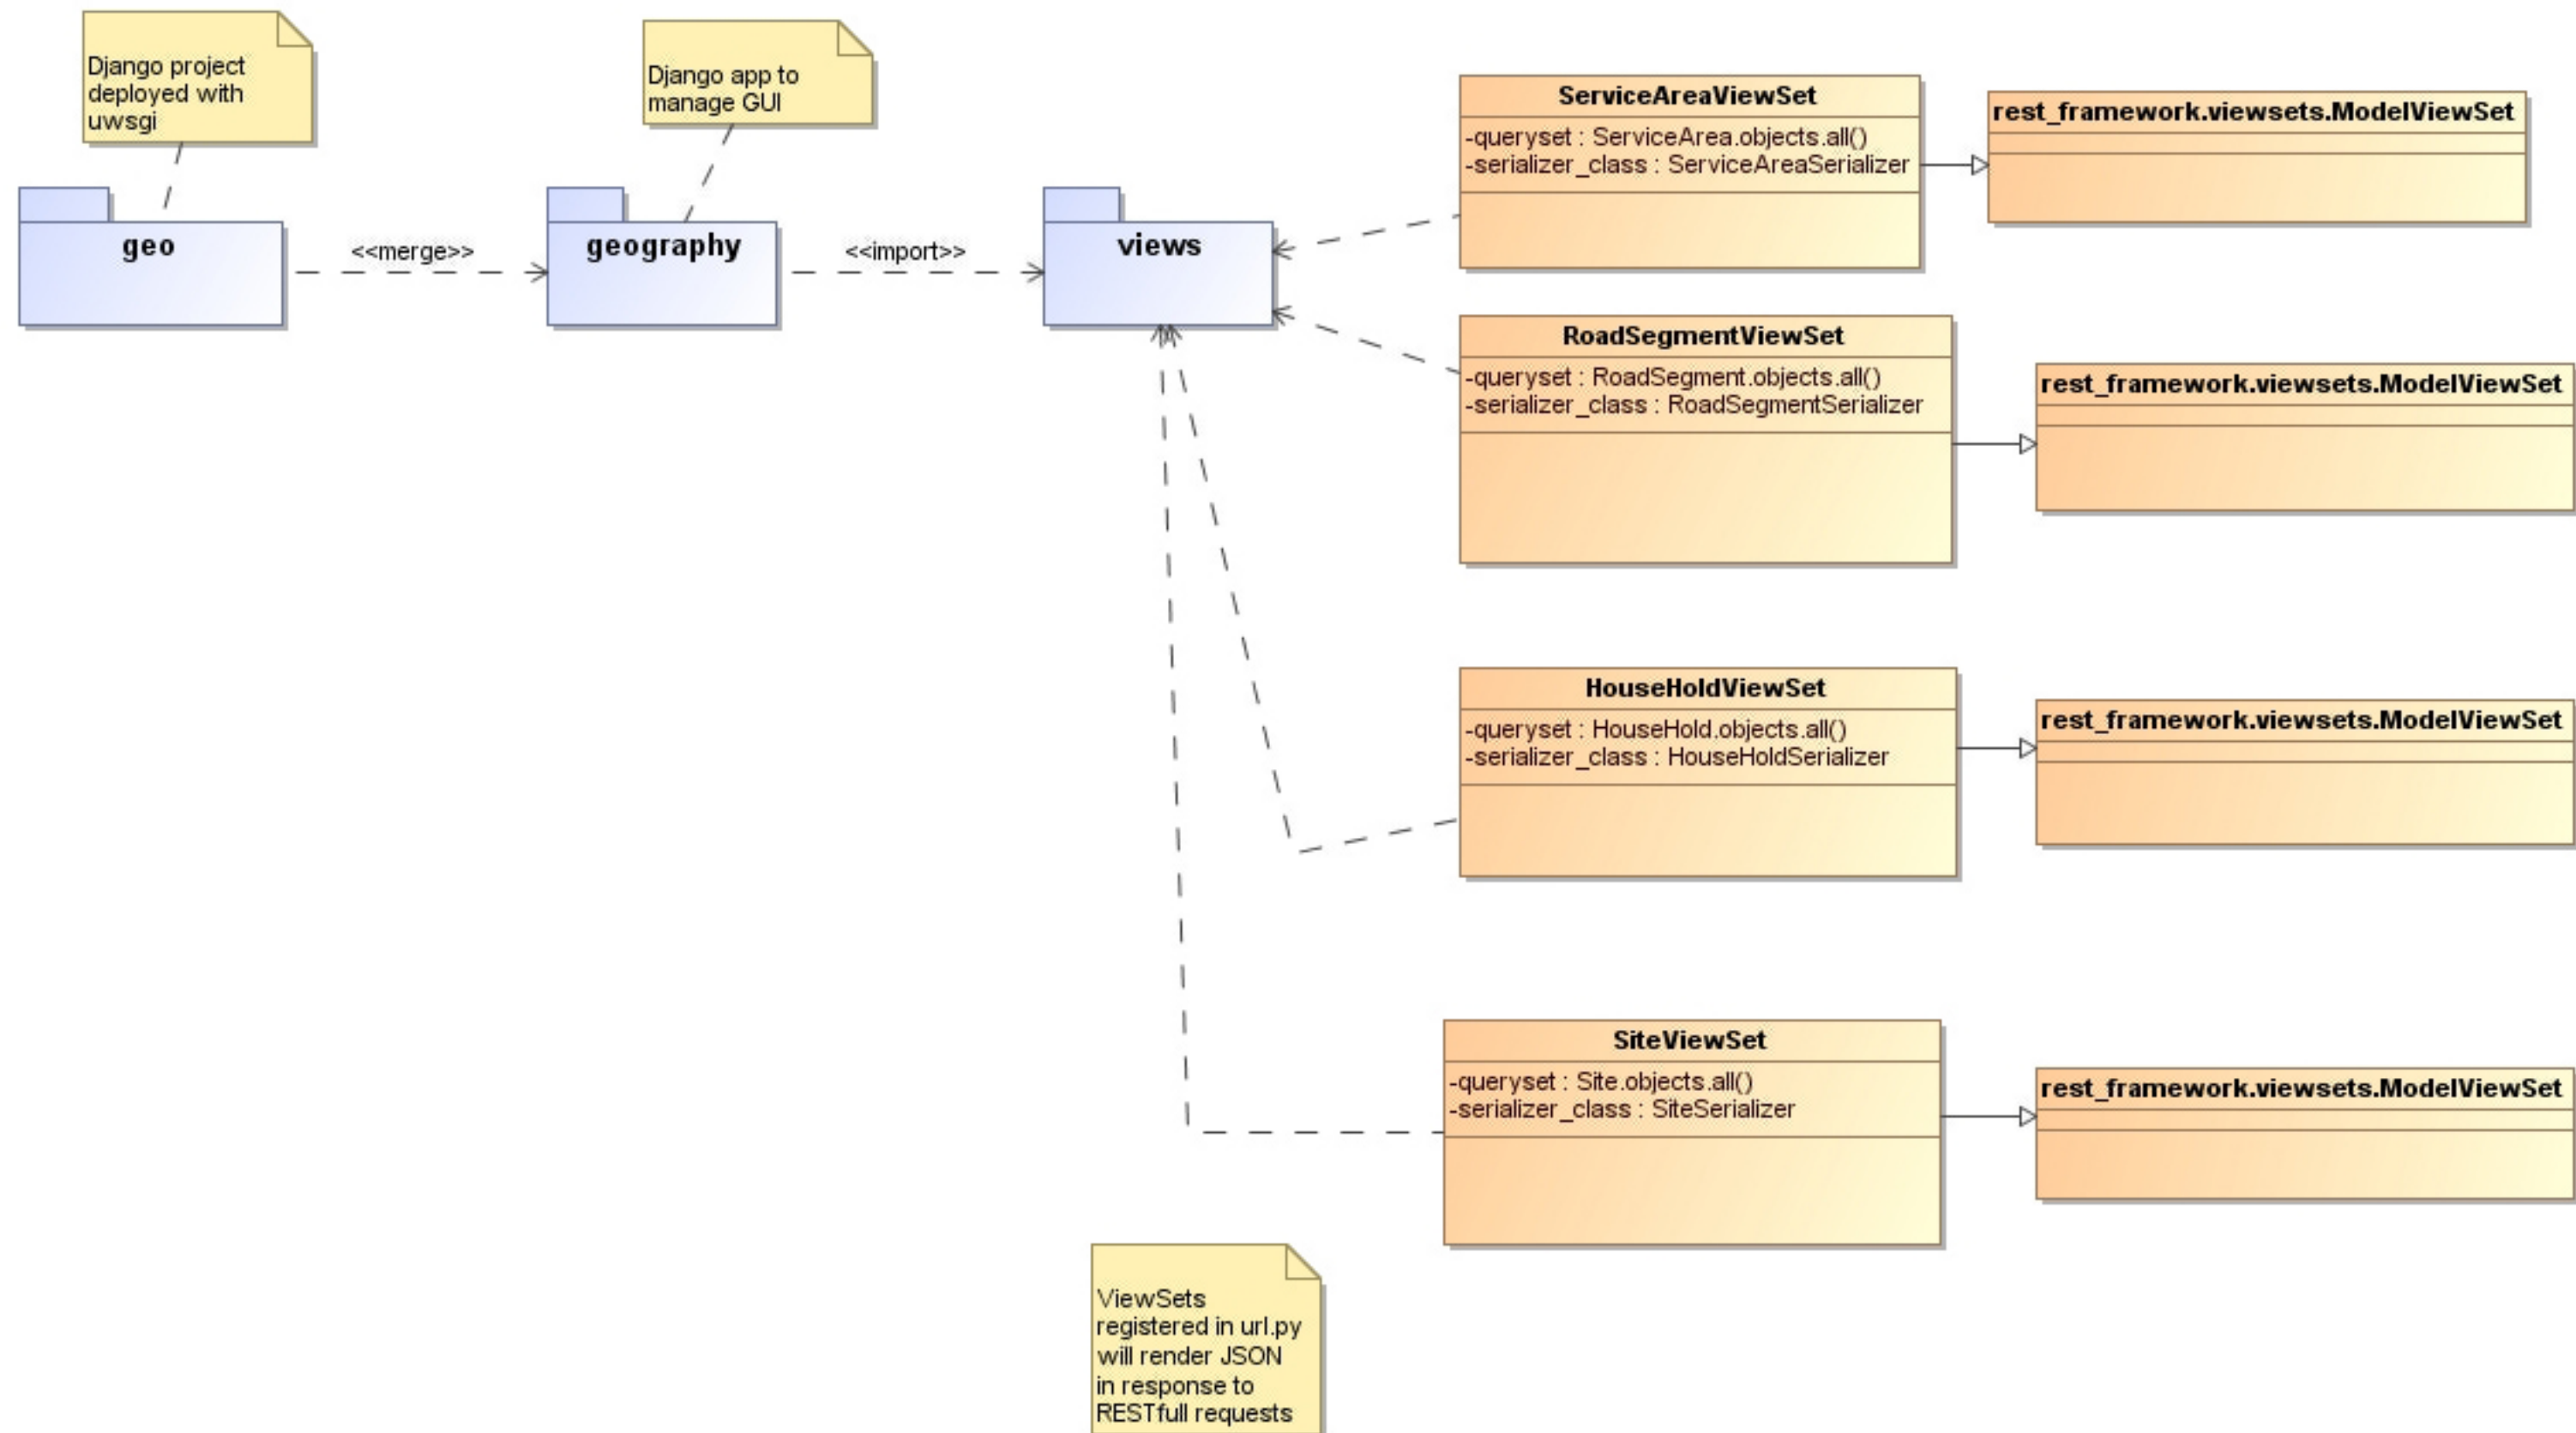 Django project
deployed with
uwsgi
Django app to
manage GUI
geo
<<merge>>
geography
<<import>>
views
ServiceAreaViewSet
-queryset : ServiceArea.objects.all()
-serializer_class : ServiceAreaSerializer
rest_framework.viewsets.ModelViewSet
RoadSegmentViewSet
-queryset : RoadSegment.objects.all()
-serializer_class : RoadSegmentSerializer
rest_framework.viewsets.ModelViewSet
HouseHoldViewSet
-queryset : HouseHold.objects.all()
-serializer_class : HouseHoldSerializer
rest_framework.viewsets.ModelViewSet
SiteViewSet
-queryset : Site.objects.all()
-serializer_class : SiteSerializer
rest_framework.viewsets.ModelViewSet
ViewSets
registered in url.py
will render JSON
in response to
RESTfull requests